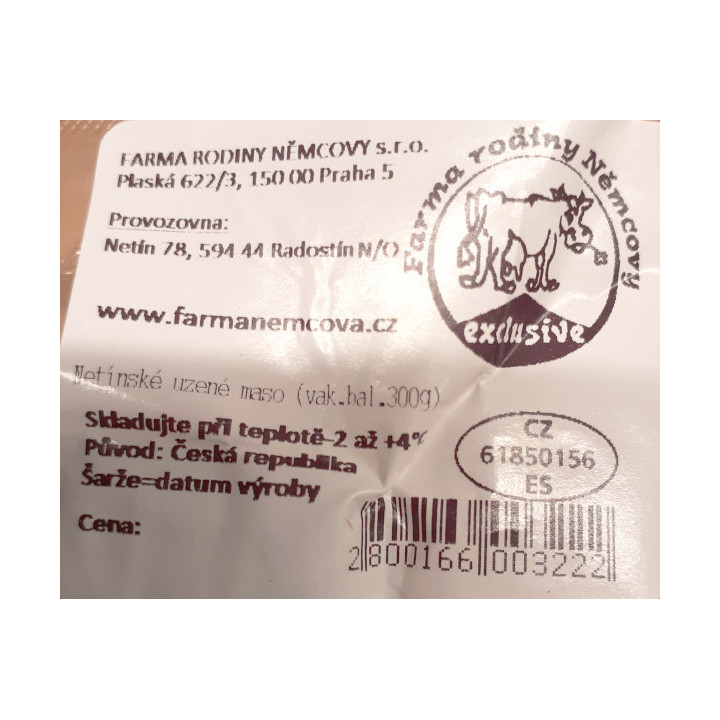 FARMA RODINY NĚMCOVY s.r.o.
Plaská 622/3, 150 00 Praha 5
Provozovna:
Netín 78, 594 44 Radostín N/O
www.farmanemcova.cz
Farma rodiny Němcovy
exclusive
Netínské uzené maso (vak.bal.300g)
Skladujte při teplotě-2 až +4°C
Původ: Česká republika
Šarže=datum výroby
Cena:
CZ
61850156
ES
2 800166 003222